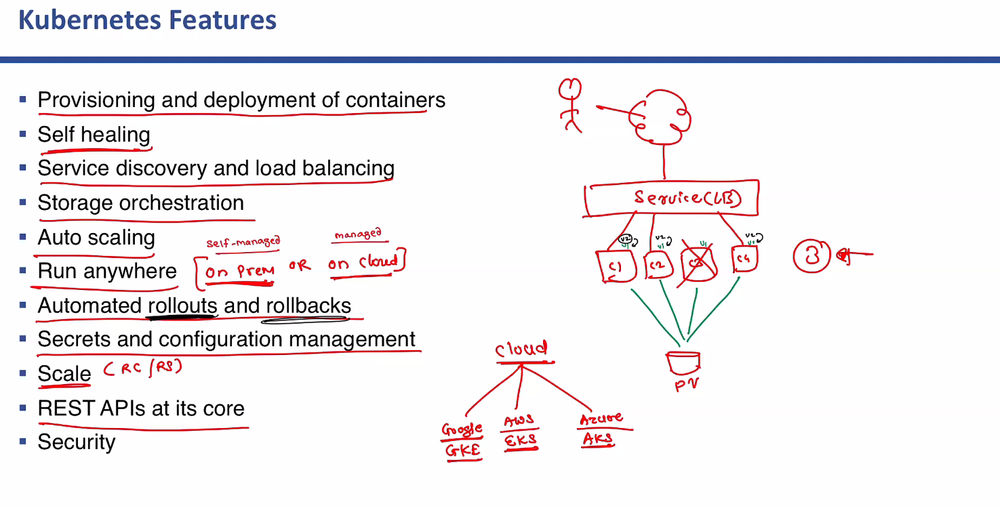 Kubernetes Features
Provisioning and deployment of containers
Self healing
Service discovery and load balancing
Storage orchestration
Auto scaling
self-managed
managed
Run anywhere [on Prem OR on Cloud]
Automated rollouts and rollbacks
Secrets and configuration management
Scale (RC/RS)
REST APIs at its core
Security
Service(LB)
V2 V2 V2
V1 V1 V1 V1
C1 C2 C3 C4
3
PV
Cloud
Google AWS Azure
GKE EKS AKS